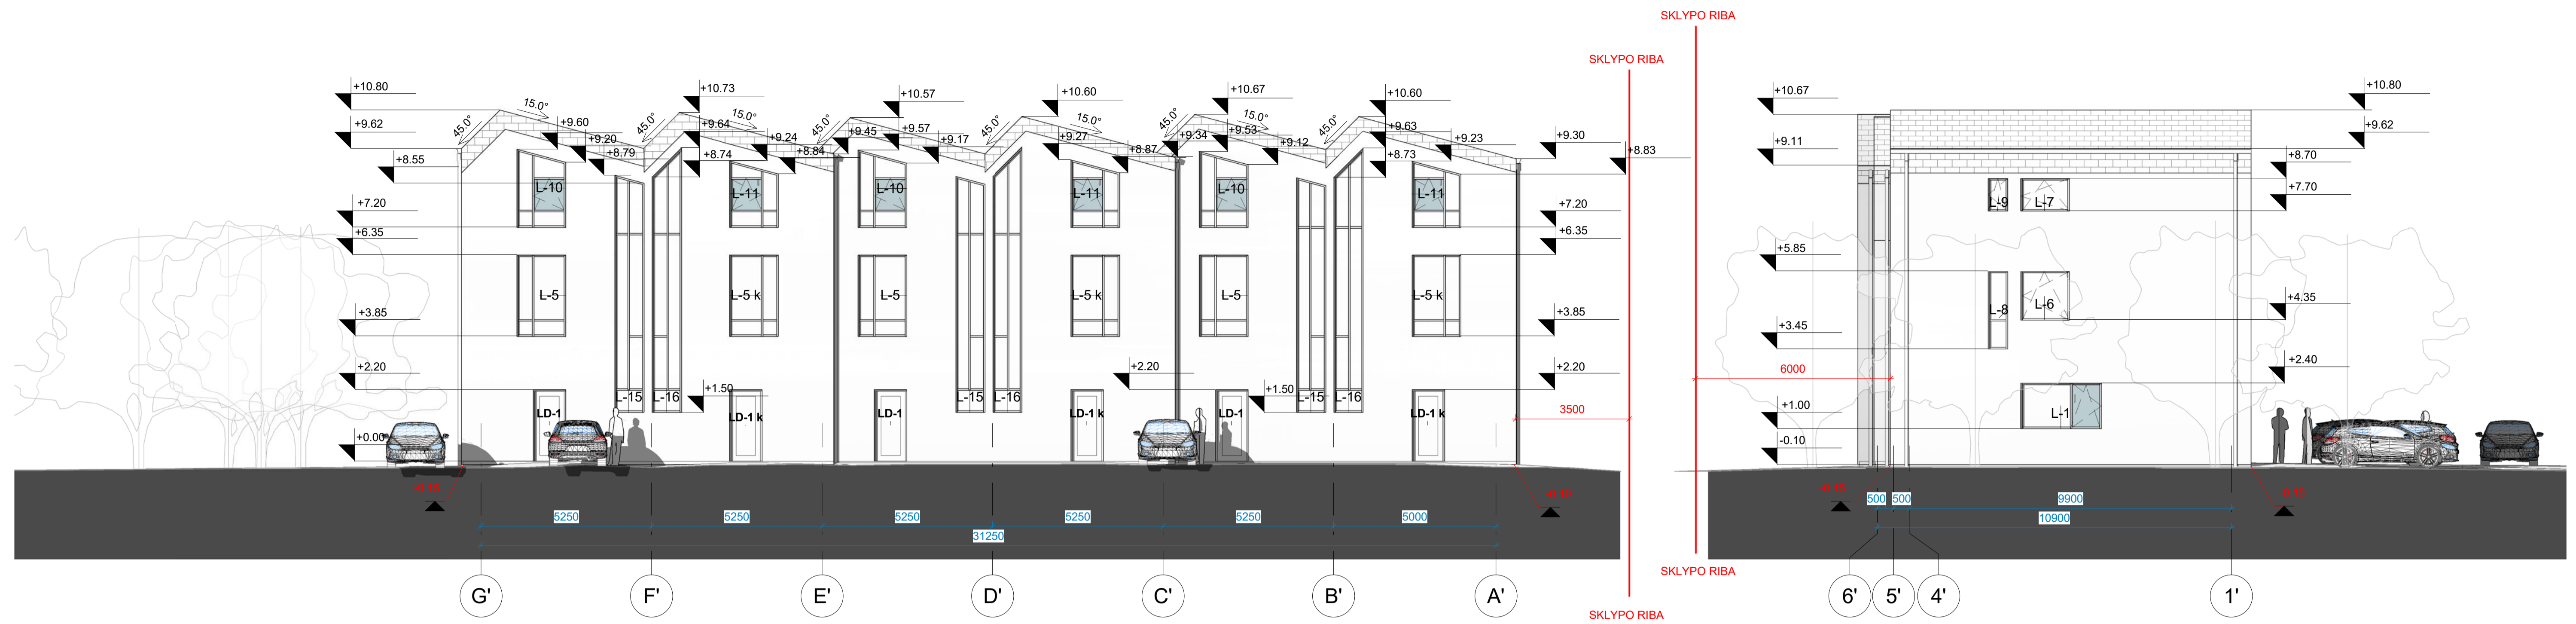 SKLYPO RIBA
SKLYPO RIBA
+10.80
+10.73
+10.57
+10.60
+10.67
+10.60
+10.67
+10.80
45.0°
15.0°
45.0°
15.0°
45.0°
45.0°
15.0°
45.0°
15.0°
45.0°
+9.62
+9.60
+9.20
+8.79
+9.64
+9.24
+8.84
+9.45
+9.57
+9.17
+9.27
+8.87
+9.34
+9.53
+9.12
+9.63
+9.23
+9.30
+8.83
+9.11
+9.62
+8.55
+8.74
+8.73
+8.70
+7.70
L-10
L-11
L-10
L-11
L-10
L-11
L-9
L-7
+7.20
+6.35
+7.20
+6.35
+5.85
L-5
L-5 k
L-5
L-5 k
L-5
L-5 k
L-8
L-6
+4.35
+3.85
+3.85
+3.45
+2.20
+2.20
+2.20
+2.40
6000
3500
+1.50
+1.50
L-15
L-16
L-15
L-16
L-15
L-16
LD-1
LD-1 k
LD-1
LD-1 k
LD-1
LD-1 k
L-1
+1.00
+0.00
-0.10
-0.15
-0.10
-0.15
-0.15
5250
5250
5250
5250
5250
5000
31250
500
500
9900
10900
SKLYPO RIBA
G'
F'
E'
D'
C'
B'
A'
6'
5'
4'
1'
SKLYPO RIBA